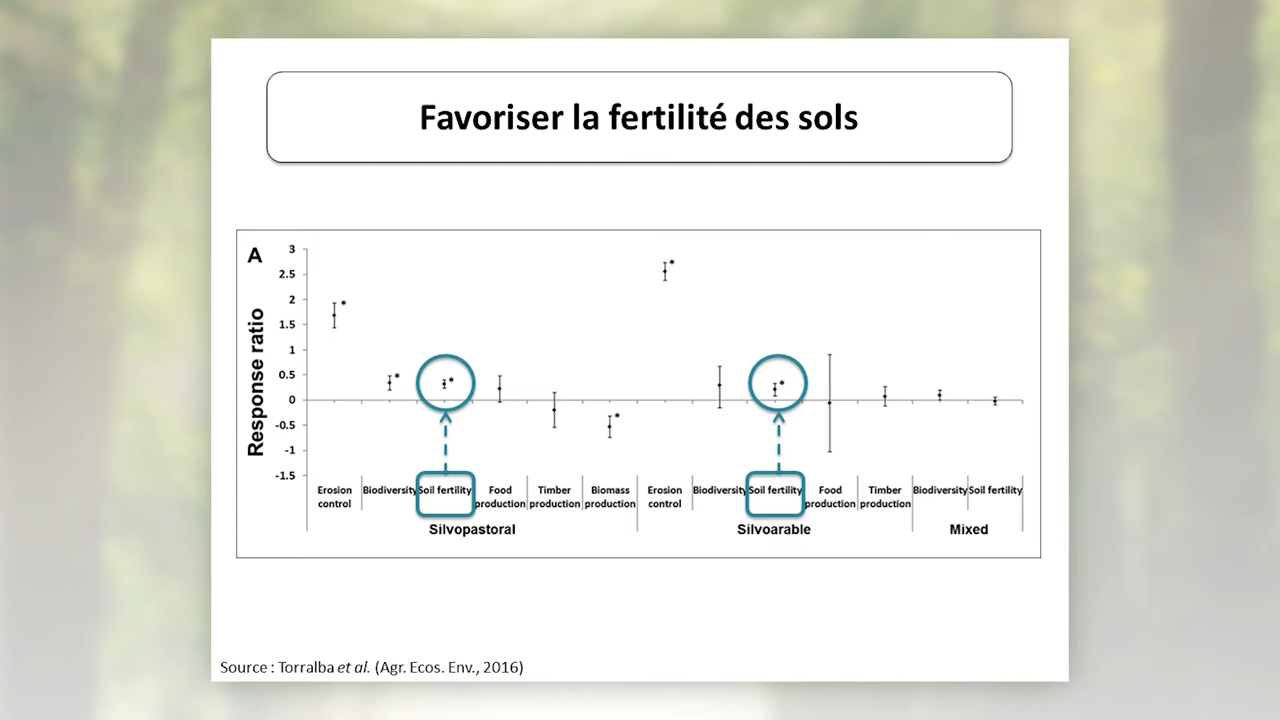 Favoriser la fertilité des sols
A
Response ratio
3
2.5
2
1.5
1
0.5
0
-0.5
-1
-1.5
* * * * * *
Erosion control
Biodiversity
Soil fertility
Food production
Timber production
Biomass production
Erosion control
Biodiversity
Soil fertility
Food production
Timber production
Biodiversity
Soil fertility
Silvopastoral
Silvoarable
Mixed
Source : Torralba et al. (Agr. Ecos. Env., 2016)